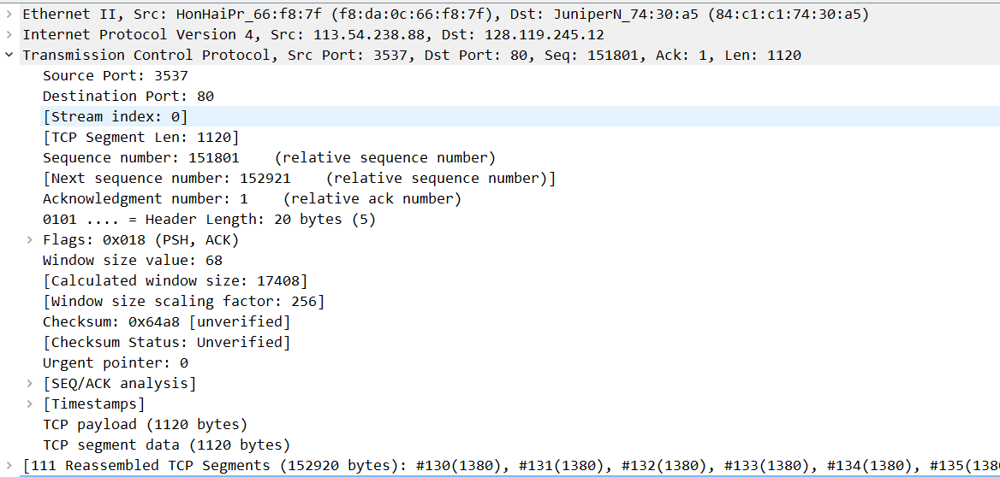 Ethernet II, Src: HonHaiPr_66:f8:7f (f8:da:0c:66:f8:7f), Dst: JuniperN_74:30:a5 (84:c1:c1:74:30:a5)
Internet Protocol Version 4, Src: 113.54.238.88, Dst: 128.119.245.12
Transmission Control Protocol, Src Port: 3537, Dst Port: 80, Seq: 151801, Ack: 1, Len: 1120
Source Port: 3537
Destination Port: 80
[Stream index: 0]
[TCP Segment Len: 1120]
Sequence number: 151801    (relative sequence number)
[Next sequence number: 152921    (relative sequence number)]
Acknowledgment number: 1    (relative ack number)
0101 .... = Header Length: 20 bytes (5)
Flags: 0x018 (PSH, ACK)
Window size value: 68
[Calculated window size: 17408]
[Window size scaling factor: 256]
Checksum: 0x64a8 [unverified]
[Checksum Status: Unverified]
Urgent pointer: 0
[SEQ/ACK analysis]
[Timestamps]
TCP payload (1120 bytes)
TCP segment data (1120 bytes)
[111 Reassembled TCP Segments (152920 bytes): #130(1380), #131(1380), #132(1380), #133(1380), #134(1380), #135(138